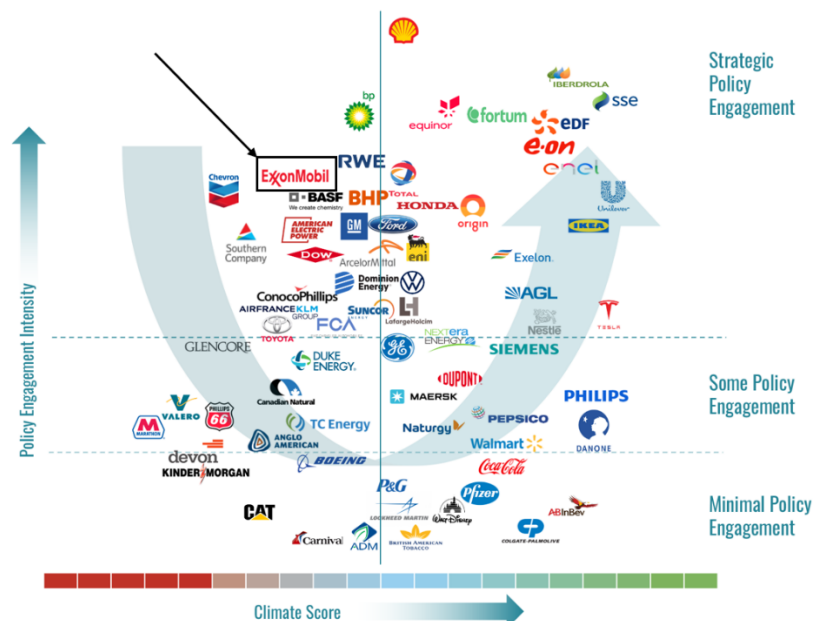 Strategic
Policy
Engagement
IBERDROLA
sse
bp
equinor
fortum
eDF
e.on
enel
RWE
ExxonMobil
Chevron
TOTAL
BASF
We create chemistry
BHP
HONDA
origin
Unilever
IKEA
AMERICAN
ELECTRIC
POWER
GM
Ford
Southern
Company
DOW
ArcelorMittal
eni
Exelon.
Dominion
Energy
VW
ConocoPhillips
AIRFRANCE KLM
GROUP
SUNCOR
ENERGY
LafargeHolcim
AGL
Nestlé
TESLA
TOYOTA
FCA
NEXTera
ENERGY
GLENCORE
GE
SIEMENS
DUKE
ENERGY®
Some Policy
Engagement
Canadian Natural
DUPONT
MAERSK
PHILIPS
VALERO
PHILLIPS
66
MARATHON
TC Energy
PEPSICO
Naturgy
DANONE
ANGLO
AMERICAN
Walmart
devon
KINDER MORGAN
BOEING
Coca-Cola
P&G
Pfizer
LOCKHEED MARTIN
WALT DISNEY
ABInBev
Minimal Policy
Engagement
CAT
Carnival
ADM
BRITISH AMERICAN
TOBACCO
CP
COLGATE-PALMOLIVE
Policy Engagement Intensity
Climate Score